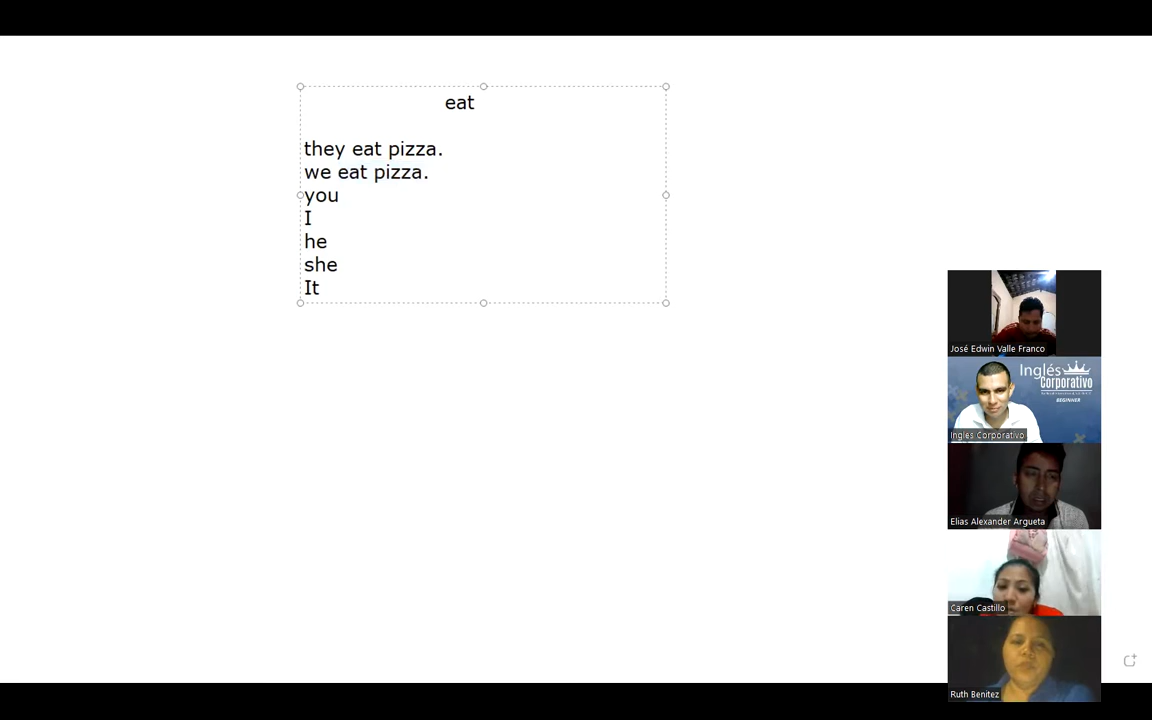 eat
they eat pizza.
we eat pizza.
you
I
he
she
It
José Edwin Valle Franco
Inglés
Corporativo
BEGINNER
Ingles Corporativo
Elias Alexander Argueta
Caren Castillo
Ruth Benitez